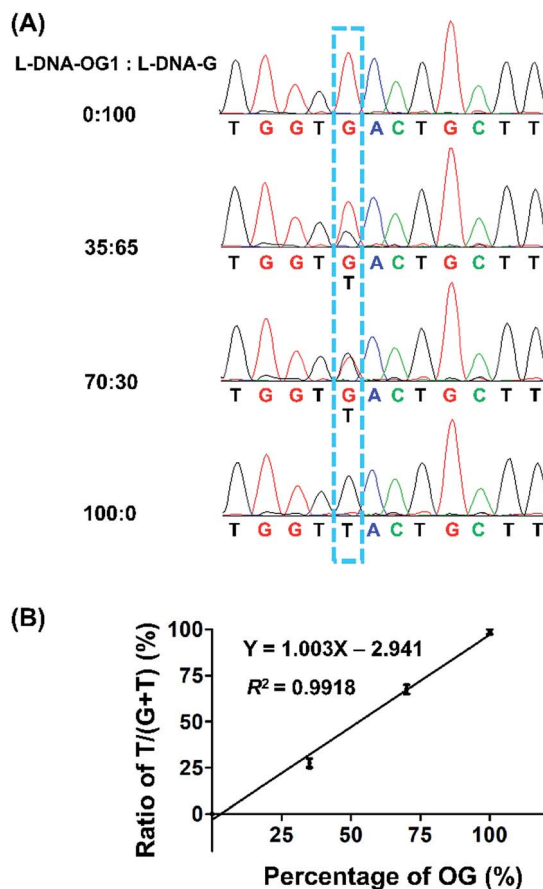 (A)
L-DNA-OG1 : L-DNA-G
0:100
T G G T G A C T G C T T
35:65
T G G T G A C T G C T T
T
70:30
T G G T G A C T G C T T
T
100:0
T G G T T A C T G C T T
(B)
Ratio of T/(G+T) (%)
100
75
50
25
0
Y = 1.003X – 2.941
R² = 0.9918
25 50 75 100
Percentage of OG (%)